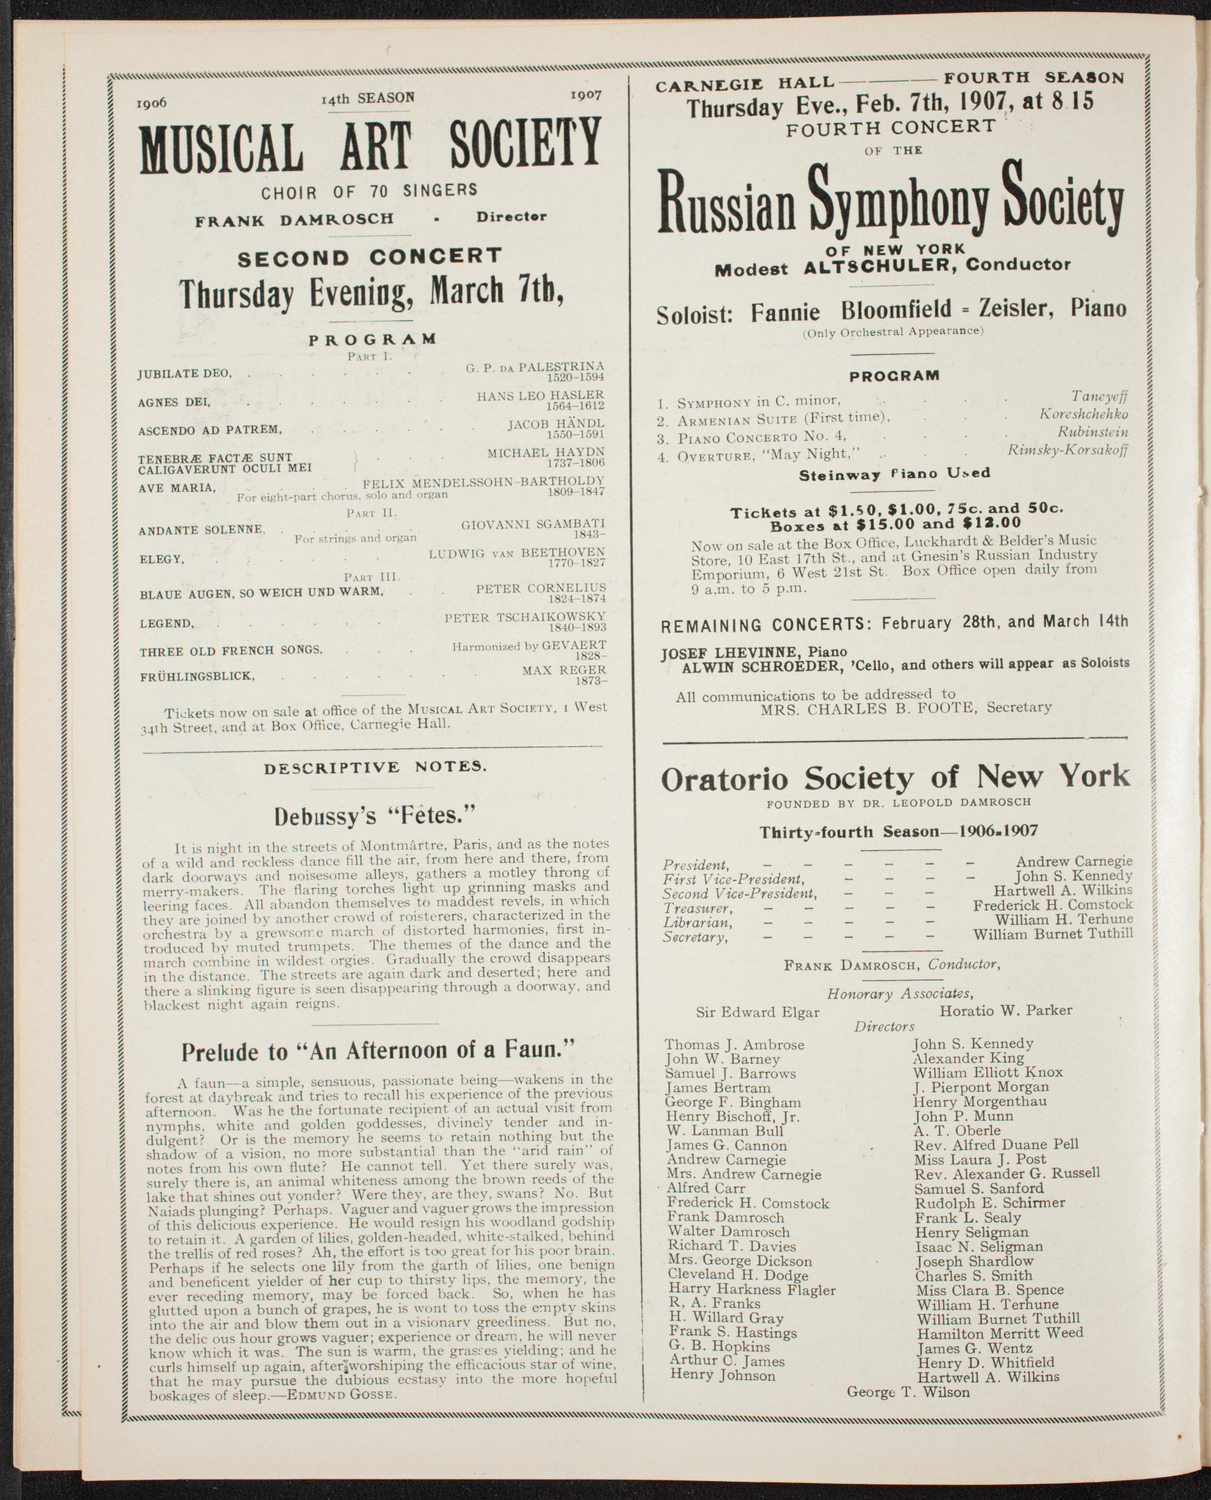 1906 14th SEASON 1907
MUSICAL ART SOCIETY
CHOIR OF 70 SINGERS
FRANK DAMROSCH - Director
SECOND CONCERT
Thursday Evening, March 7th,
PROGRAM
PART I.
JUBILATE DEO, . . . . . . G. P. DA PALESTRINA
1520–1594
AGNES DEI, . . . . . . . HANS LEO HASLER
1564–1612
ASCENDO AD PATREM, . . . . . JACOB HÄNDL
1550–1591
TENEBRÆ FACTÆ SUNT
CALIGAVERUNT OCULI MEI } . . . MICHAEL HAYDN
1737–1806
AVE MARIA, . . . . FELIX MENDELSSOHN-BARTHOLDY
For eight-part chorus, solo and organ 1809–1847
PART II.
ANDANTE SOLENNE, . . . . GIOVANNI SGAMBATI
For strings and organ 1843–
ELEGY, . . . . . LUDWIG VAN BEETHOVEN
1770–1827
PART III.
BLAUE AUGEN, SO WEICH UND WARM, . . PETER CORNELIUS
1824–1874
LEGEND, . . . . . . PETER TSCHAIKOWSKY
1840–1893
THREE OLD FRENCH SONGS. . . . Harmonized by GEVAERT
1828–
FRÜHLINGSBLICK, . . . . . . . MAX REGER
1873–
Tickets now on sale at office of the MUSICAL ART SOCIETY, 1 West
34th Street, and at Box Office, Carnegie Hall.
DESCRIPTIVE NOTES.
Debussy's "Fêtes."
It is night in the streets of Montmârtre, Paris, and as the notes
of a wild and reckless dance fill the air, from here and there, from
dark doorways and noisesome alleys, gathers a motley throng of
merry-makers. The flaring torches light up grinning masks and
leering faces. All abandon themselves to maddest revels, in which
they are joined by another crowd of roisterers, characterized in the
orchestra by a grewsome march of distorted harmonies, first in-
troduced by muted trumpets. The themes of the dance and the
march combine in wildest orgies. Gradually the crowd disappears
in the distance. The streets are again dark and deserted; here and
there a slinking figure is seen disappearing through a doorway, and
blackest night again reigns.
Prelude to "An Afternoon of a Faun."
A faun—a simple, sensuous, passionate being—wakens in the
forest at daybreak and tries to recall his experience of the previous
afternoon. Was he the fortunate recipient of an actual visit from
nymphs, white and golden goddesses, divinely tender and in-
dulgent? Or is the memory he seems to retain nothing but the
shadow of a vision, no more substantial than the "arid rain" of
notes from his own flute? He cannot tell. Yet there surely was,
surely there is, an animal whiteness among the brown reeds of the
lake that shines out yonder? Were they, are they, swans? No. But
Naiads plunging? Perhaps. Vaguer and vaguer grows the impression
of this delicious experience. He would resign his woodland godship
to retain it. A garden of lilies, golden-headed, white-stalked, behind
the trellis of red roses? Ah, the effort is too great for his poor brain.
Perhaps if he selects one lily from the garth of lilies, one benign
and beneficent yielder of her cup to thirsty lips, the memory, the
ever receding memory, may be forced back. So, when he has
glutted upon a bunch of grapes, he is wont to toss the empty skins
into the air and blow them out in a visionary greediness. But no,
the delic ous hour grows vaguer; experience or dream, he will never
know which it was. The sun is warm, the grasses yielding; and he
curls himself up again, after worshiping the efficacious star of wine,
that he may pursue the dubious ecstasy into the more hopeful
boskages of sleep.—EDMUND GOSSE.
CARNEGIE HALL — FOURTH SEASON
Thursday Eve., Feb. 7th, 1907, at 8 15
FOURTH CONCERT
OF THE
Russian Symphony Society
OF NEW YORK
Modest ALTSCHULER, Conductor
Soloist: Fannie Bloomfield = Zeisler, Piano
(Only Orchestral Appearance)
PROGRAM
1. SYMPHONY in C. minor, . . . . Taneyeff
2. ARMENIAN SUITE (First time), . . . Koreshchehko
3. PIANO CONCERTO No. 4, . . . Rubinstein
4. OVERTURE, "May Night," . . . Rimsky-Korsakoff
Steinway Piano Used
Tickets at $1.50, $1.00, 75c. and 50c.
Boxes at $15.00 and $12.00
Now on sale at the Box Office, Luckhardt & Belder's Music
Store, 10 East 17th St., and at Gnesin's Russian Industry
Emporium, 6 West 21st St. Box Office open daily from
9 a.m. to 5 p.m.
REMAINING CONCERTS: February 28th, and March 14th
JOSEF LHEVINNE, Piano
ALWIN SCHROEDER, 'Cello, and others will appear as Soloists
All communications to be addressed to
MRS. CHARLES B. FOOTE, Secretary
Oratorio Society of New York
FOUNDED BY DR. LEOPOLD DAMROSCH
Thirty=fourth Season—1906=1907
President, – – – – – – Andrew Carnegie
First Vice-President, – – – – John S. Kennedy
Second Vice-President, – – – Hartwell A. Wilkins
Treasurer, – – – – – Frederick H. Comstock
Librarian, – – – – – William H. Terhune
Secretary, – – – – – William Burnet Tuthill
FRANK DAMROSCH, Conductor,
Honorary Associates,
Sir Edward Elgar Horatio W. Parker
Directors
Thomas J. Ambrose John S. Kennedy
John W. Barney Alexander King
Samuel J. Barrows William Elliott Knox
James Bertram J. Pierpont Morgan
George F. Bingham Henry Morgenthau
Henry Bischoff, Jr. John P. Munn
W. Lanman Bull A. T. Oberle
James G. Cannon Rev. Alfred Duane Pell
Andrew Carnegie Miss Laura J. Post
Mrs. Andrew Carnegie Rev. Alexander G. Russell
Alfred Carr Samuel S. Sanford
Frederick H. Comstock Rudolph E. Schirmer
Frank Damrosch Frank L. Sealy
Walter Damrosch Henry Seligman
Richard T. Davies Isaac N. Seligman
Mrs. George Dickson Joseph Shardlow
Cleveland H. Dodge Charles S. Smith
Harry Harkness Flagler Miss Clara B. Spence
R, A. Franks William H. Terhune
H. Willard Gray William Burnet Tuthill
Frank S. Hastings Hamilton Merritt Weed
G. B. Hopkins James G. Wentz
Arthur C. James Henry D. Whitfield
Henry Johnson Hartwell A. Wilkins
George T. Wilson